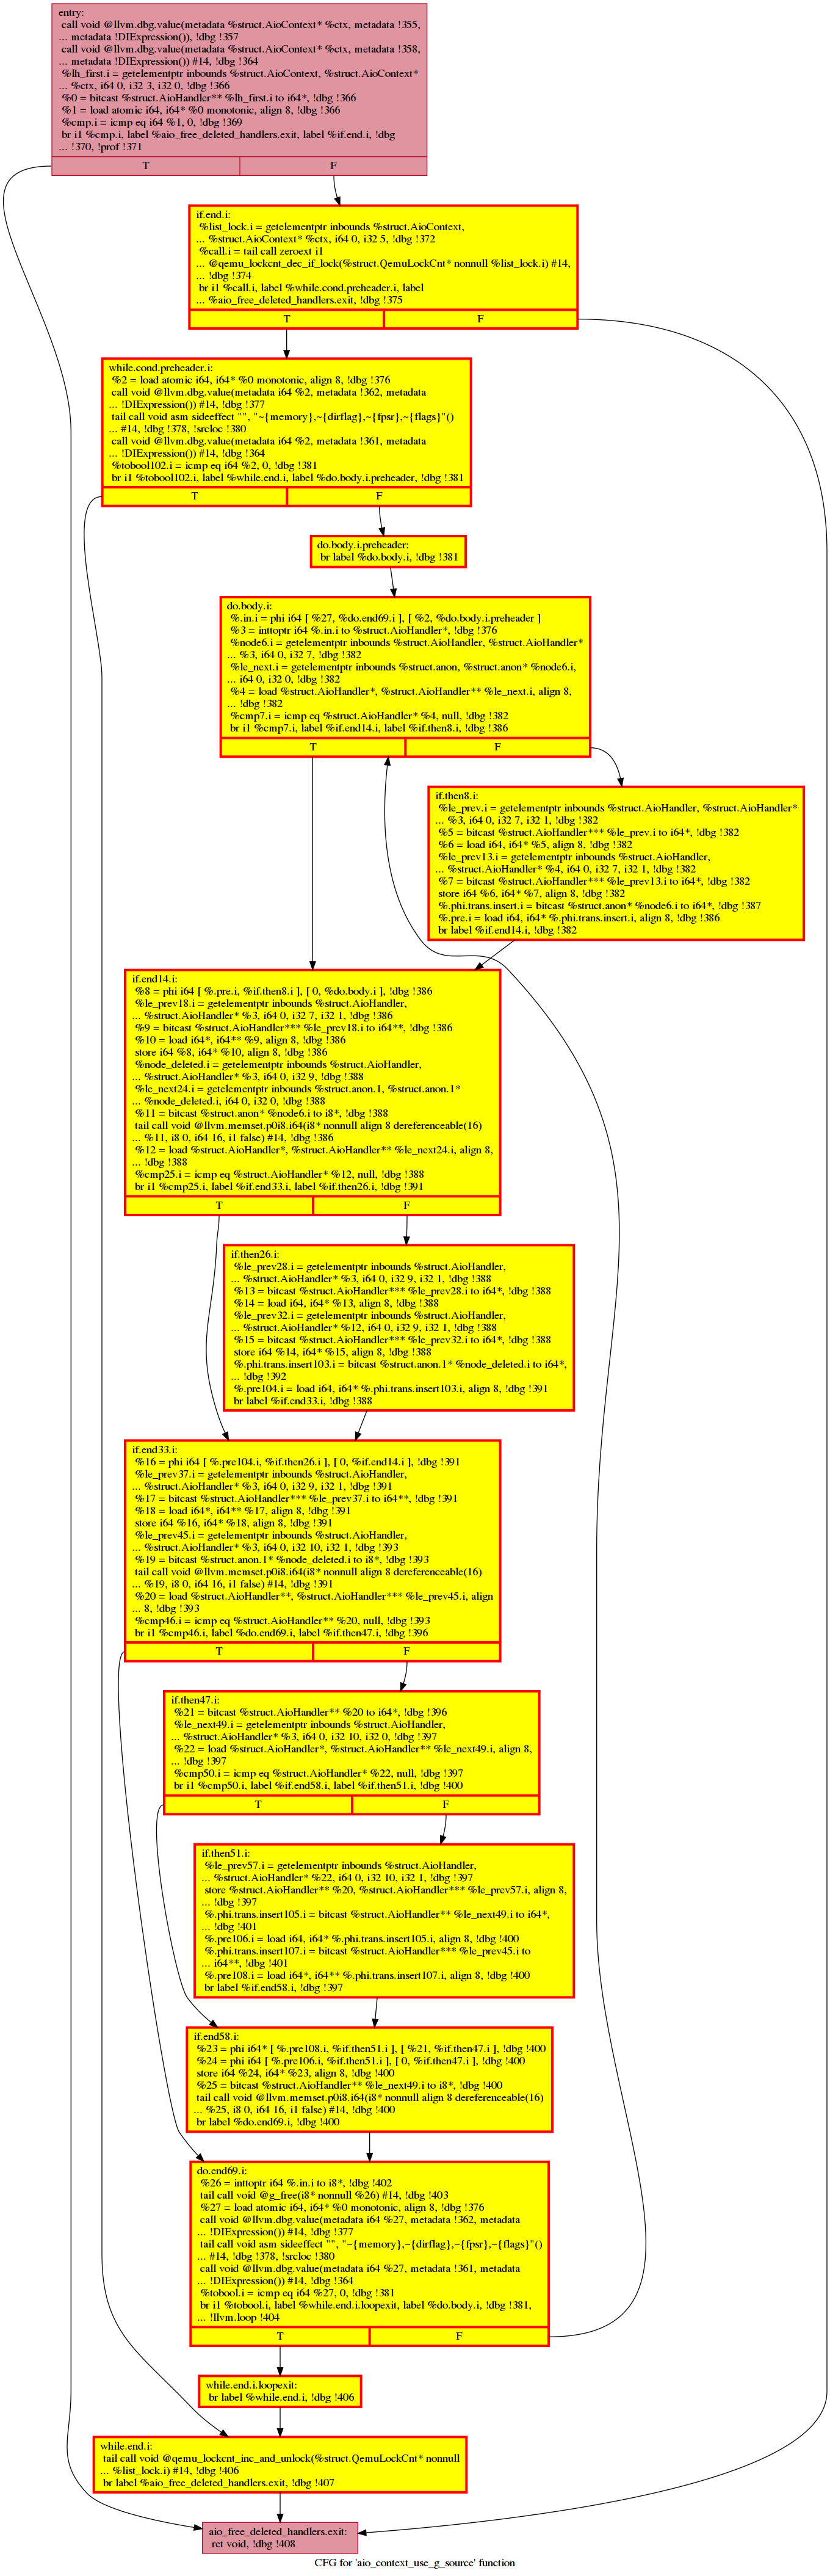 entry:
call void @llvm.dbg.value(metadata %struct.AioContext* %ctx, metadata !355,
... metadata !DIExpression()), !dbg !357
call void @llvm.dbg.value(metadata %struct.AioContext* %ctx, metadata !358,
... metadata !DIExpression()) #14, !dbg !364
%lh_first.i = getelementptr inbounds %struct.AioContext, %struct.AioContext*
... %ctx, i64 0, i32 3, i32 0, !dbg !366
%0 = bitcast %struct.AioHandler** %lh_first.i to i64*, !dbg !366
%1 = load atomic i64, i64* %0 monotonic, align 8, !dbg !366
%cmp.i = icmp eq i64 %1, 0, !dbg !369
br i1 %cmp.i, label %aio_free_deleted_handlers.exit, label %if.end.i, !dbg
... !370, !prof !371
T F
if.end.i:
%list_lock.i = getelementptr inbounds %struct.AioContext,
... %struct.AioContext* %ctx, i64 0, i32 5, !dbg !372
%call.i = tail call zeroext i1
... @qemu_lockcnt_dec_if_lock(%struct.QemuLockCnt* nonnull %list_lock.i) #14,
... !dbg !374
br i1 %call.i, label %while.cond.preheader.i, label
... %aio_free_deleted_handlers.exit, !dbg !375
T F
while.cond.preheader.i:
%2 = load atomic i64, i64* %0 monotonic, align 8, !dbg !376
call void @llvm.dbg.value(metadata i64 %2, metadata !362, metadata
... !DIExpression()) #14, !dbg !377
tail call void asm sideeffect "", "~{memory},~{dirflag},~{fpsr},~{flags}"()
... #14, !dbg !378, !srcloc !380
call void @llvm.dbg.value(metadata i64 %2, metadata !361, metadata
... !DIExpression()) #14, !dbg !364
%tobool102.i = icmp eq i64 %2, 0, !dbg !381
br i1 %tobool102.i, label %while.end.i, label %do.body.i.preheader, !dbg !381
T F
do.body.i.preheader:
br label %do.body.i, !dbg !381
do.body.i:
%.in.i = phi i64 [ %27, %do.end69.i ], [ %2, %do.body.i.preheader ]
%3 = inttoptr i64 %.in.i to %struct.AioHandler*, !dbg !376
%node6.i = getelementptr inbounds %struct.AioHandler, %struct.AioHandler*
... %3, i64 0, i32 7, !dbg !382
%le_next.i = getelementptr inbounds %struct.anon, %struct.anon* %node6.i,
... i64 0, i32 0, !dbg !382
%4 = load %struct.AioHandler*, %struct.AioHandler** %le_next.i, align 8,
... !dbg !382
%cmp7.i = icmp eq %struct.AioHandler* %4, null, !dbg !382
br i1 %cmp7.i, label %if.end14.i, label %if.then8.i, !dbg !386
T F
if.then8.i:
%le_prev.i = getelementptr inbounds %struct.AioHandler, %struct.AioHandler*
... %3, i64 0, i32 7, i32 1, !dbg !382
%5 = bitcast %struct.AioHandler*** %le_prev.i to i64*, !dbg !382
%6 = load i64, i64* %5, align 8, !dbg !382
%le_prev13.i = getelementptr inbounds %struct.AioHandler,
... %struct.AioHandler* %4, i64 0, i32 7, i32 1, !dbg !382
%7 = bitcast %struct.AioHandler*** %le_prev13.i to i64*, !dbg !382
store i64 %6, i64* %7, align 8, !dbg !382
%.phi.trans.insert.i = bitcast %struct.anon* %node6.i to i64*, !dbg !387
%.pre.i = load i64, i64* %.phi.trans.insert.i, align 8, !dbg !386
br label %if.end14.i, !dbg !382
if.end14.i:
%8 = phi i64 [ %.pre.i, %if.then8.i ], [ 0, %do.body.i ], !dbg !386
%le_prev18.i = getelementptr inbounds %struct.AioHandler,
... %struct.AioHandler* %3, i64 0, i32 7, i32 1, !dbg !386
%9 = bitcast %struct.AioHandler*** %le_prev18.i to i64**, !dbg !386
%10 = load i64*, i64** %9, align 8, !dbg !386
store i64 %8, i64* %10, align 8, !dbg !386
%node_deleted.i = getelementptr inbounds %struct.AioHandler,
... %struct.AioHandler* %3, i64 0, i32 9, !dbg !388
%le_next24.i = getelementptr inbounds %struct.anon.1, %struct.anon.1*
... %node_deleted.i, i64 0, i32 0, !dbg !388
%11 = bitcast %struct.anon* %node6.i to i8*, !dbg !388
tail call void @llvm.memset.p0i8.i64(i8* nonnull align 8 dereferenceable(16)
... %11, i8 0, i64 16, i1 false) #14, !dbg !386
%12 = load %struct.AioHandler*, %struct.AioHandler** %le_next24.i, align 8,
... !dbg !388
%cmp25.i = icmp eq %struct.AioHandler* %12, null, !dbg !388
br i1 %cmp25.i, label %if.end33.i, label %if.then26.i, !dbg !391
T F
if.then26.i:
%le_prev28.i = getelementptr inbounds %struct.AioHandler,
... %struct.AioHandler* %3, i64 0, i32 9, i32 1, !dbg !388
%13 = bitcast %struct.AioHandler*** %le_prev28.i to i64*, !dbg !388
%14 = load i64, i64* %13, align 8, !dbg !388
%le_prev32.i = getelementptr inbounds %struct.AioHandler,
... %struct.AioHandler* %12, i64 0, i32 9, i32 1, !dbg !388
%15 = bitcast %struct.AioHandler*** %le_prev32.i to i64*, !dbg !388
store i64 %14, i64* %15, align 8, !dbg !388
%.phi.trans.insert103.i = bitcast %struct.anon.1* %node_deleted.i to i64*,
... !dbg !392
%.pre104.i = load i64, i64* %.phi.trans.insert103.i, align 8, !dbg !391
br label %if.end33.i, !dbg !388
if.end33.i:
%16 = phi i64 [ %.pre104.i, %if.then26.i ], [ 0, %if.end14.i ], !dbg !391
%le_prev37.i = getelementptr inbounds %struct.AioHandler,
... %struct.AioHandler* %3, i64 0, i32 9, i32 1, !dbg !391
%17 = bitcast %struct.AioHandler*** %le_prev37.i to i64**, !dbg !391
%18 = load i64*, i64** %17, align 8, !dbg !391
store i64 %16, i64* %18, align 8, !dbg !391
%le_prev45.i = getelementptr inbounds %struct.AioHandler,
... %struct.AioHandler* %3, i64 0, i32 10, i32 1, !dbg !393
%19 = bitcast %struct.anon.1* %node_deleted.i to i8*, !dbg !393
tail call void @llvm.memset.p0i8.i64(i8* nonnull align 8 dereferenceable(16)
... %19, i8 0, i64 16, i1 false) #14, !dbg !391
%20 = load %struct.AioHandler**, %struct.AioHandler*** %le_prev45.i, align
... 8, !dbg !393
%cmp46.i = icmp eq %struct.AioHandler** %20, null, !dbg !393
br i1 %cmp46.i, label %do.end69.i, label %if.then47.i, !dbg !396
T F
if.then47.i:
%21 = bitcast %struct.AioHandler** %20 to i64*, !dbg !396
%le_next49.i = getelementptr inbounds %struct.AioHandler,
... %struct.AioHandler* %3, i64 0, i32 10, i32 0, !dbg !397
%22 = load %struct.AioHandler*, %struct.AioHandler** %le_next49.i, align 8,
... !dbg !397
%cmp50.i = icmp eq %struct.AioHandler* %22, null, !dbg !397
br i1 %cmp50.i, label %if.end58.i, label %if.then51.i, !dbg !400
T F
if.then51.i:
%le_prev57.i = getelementptr inbounds %struct.AioHandler,
... %struct.AioHandler* %22, i64 0, i32 10, i32 1, !dbg !397
store %struct.AioHandler** %20, %struct.AioHandler*** %le_prev57.i, align 8,
... !dbg !397
%.phi.trans.insert105.i = bitcast %struct.AioHandler** %le_next49.i to i64*,
... !dbg !401
%.pre106.i = load i64, i64* %.phi.trans.insert105.i, align 8, !dbg !400
%.phi.trans.insert107.i = bitcast %struct.AioHandler*** %le_prev45.i to
... i64**, !dbg !401
%.pre108.i = load i64*, i64** %.phi.trans.insert107.i, align 8, !dbg !400
br label %if.end58.i, !dbg !397
if.end58.i:
%23 = phi i64* [ %.pre108.i, %if.then51.i ], [ %21, %if.then47.i ], !dbg !400
%24 = phi i64 [ %.pre106.i, %if.then51.i ], [ 0, %if.then47.i ], !dbg !400
store i64 %24, i64* %23, align 8, !dbg !400
%25 = bitcast %struct.AioHandler** %le_next49.i to i8*, !dbg !400
tail call void @llvm.memset.p0i8.i64(i8* nonnull align 8 dereferenceable(16)
... %25, i8 0, i64 16, i1 false) #14, !dbg !400
br label %do.end69.i, !dbg !400
do.end69.i:
%26 = inttoptr i64 %.in.i to i8*, !dbg !402
tail call void @g_free(i8* nonnull %26) #14, !dbg !403
%27 = load atomic i64, i64* %0 monotonic, align 8, !dbg !376
call void @llvm.dbg.value(metadata i64 %27, metadata !362, metadata
... !DIExpression()) #14, !dbg !377
tail call void asm sideeffect "", "~{memory},~{dirflag},~{fpsr},~{flags}"()
... #14, !dbg !378, !srcloc !380
call void @llvm.dbg.value(metadata i64 %27, metadata !361, metadata
... !DIExpression()) #14, !dbg !364
%tobool.i = icmp eq i64 %27, 0, !dbg !381
br i1 %tobool.i, label %while.end.i.loopexit, label %do.body.i, !dbg !381,
... !llvm.loop !404
T F
while.end.i.loopexit:
br label %while.end.i, !dbg !406
while.end.i:
tail call void @qemu_lockcnt_inc_and_unlock(%struct.QemuLockCnt* nonnull
... %list_lock.i) #14, !dbg !406
br label %aio_free_deleted_handlers.exit, !dbg !407
aio_free_deleted_handlers.exit:
ret void, !dbg !408
CFG for 'aio_context_use_g_source' function